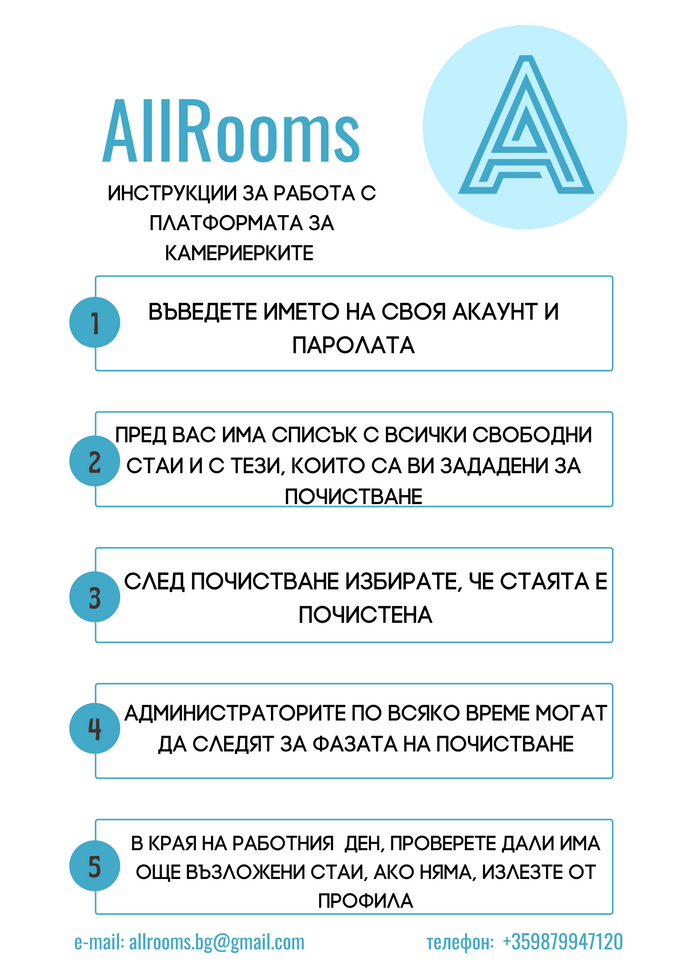 AllRooms
A
ИНСТРУКЦИИ ЗА РАБОТА С
ПЛАТФОРМАТА ЗА
КАМЕРИЕРКИТЕ
1
ВЪВЕДЕТЕ ИМЕТО НА СВОЯ АКАУНТ И
ПАРОЛАТА
2
ПРЕД ВАС ИМА СПИСЪК С ВСИЧКИ СВОБОДНИ
СТАИ И С ТЕЗИ, КОИТО СА ВИ ЗАДАДЕНИ ЗА
ПОЧИСТВАНЕ
3
СЛЕД ПОЧИСТВАНЕ ИЗБИРАТЕ, ЧЕ СТАЯТА Е
ПОЧИСТЕНА
4
АДМИНИСТРАТОРИТЕ ПО ВСЯКО ВРЕМЕ МОГАТ
ДА СЛЕДЯТ ЗА ФАЗАТА НА ПОЧИСТВАНЕ
5
В КРАЯ НА РАБОТНИЯ  ДЕН, ПРОВЕРЕТЕ ДАЛИ ИМА
ОЩЕ ВЪЗЛОЖЕНИ СТАИ, АКО НЯМА, ИЗЛЕЗТЕ ОТ
ПРОФИЛА
e-mail: allrooms.bg@gmail.com
телефон:  +359879947120